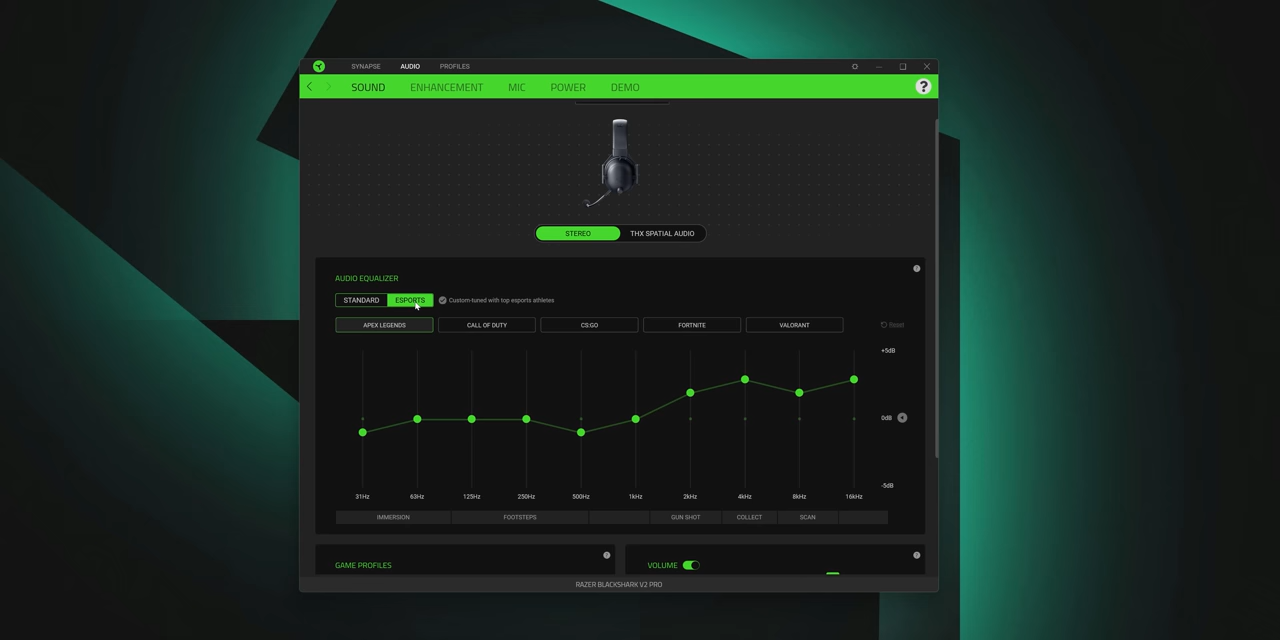 SYNAPSE AUDIO PROFILES
SOUND ENHANCEMENT MIC POWER DEMO ?
STEREO THX SPATIAL AUDIO
AUDIO EQUALIZER
STANDARD ESPORTS Custom-tuned with top esports athletes
APEX LEGENDS CALL OF DUTY CS:GO FORTNITE VALORANT Reset
+5dB
0dB
-5dB
31Hz 63Hz 125Hz 250Hz 500Hz 1kHz 2kHz 4kHz 8kHz 16kHz
IMMERSION FOOTSTEPS GUN SHOT COLLECT SCAN
GAME PROFILES VOLUME
RAZER BLACKSHARK V2 PRO